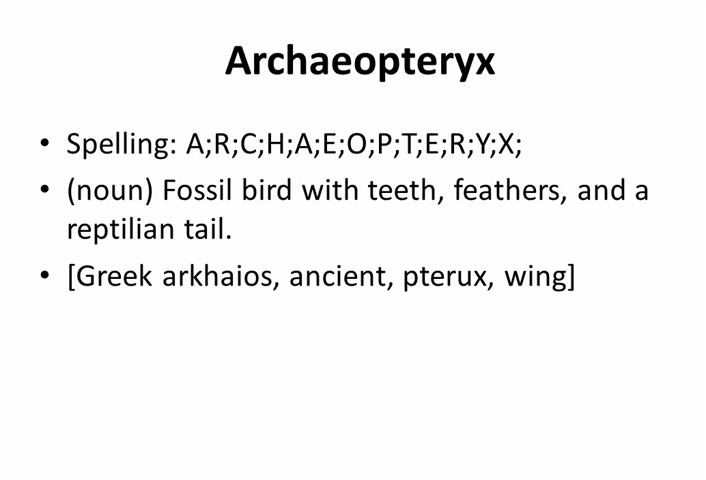 Archaeopteryx
• Spelling: A;R;C;H;A;E;O;P;T;E;R;Y;X;
• (noun) Fossil bird with teeth, feathers, and a
reptilian tail.
• [Greek arkhaios, ancient, pterux, wing]